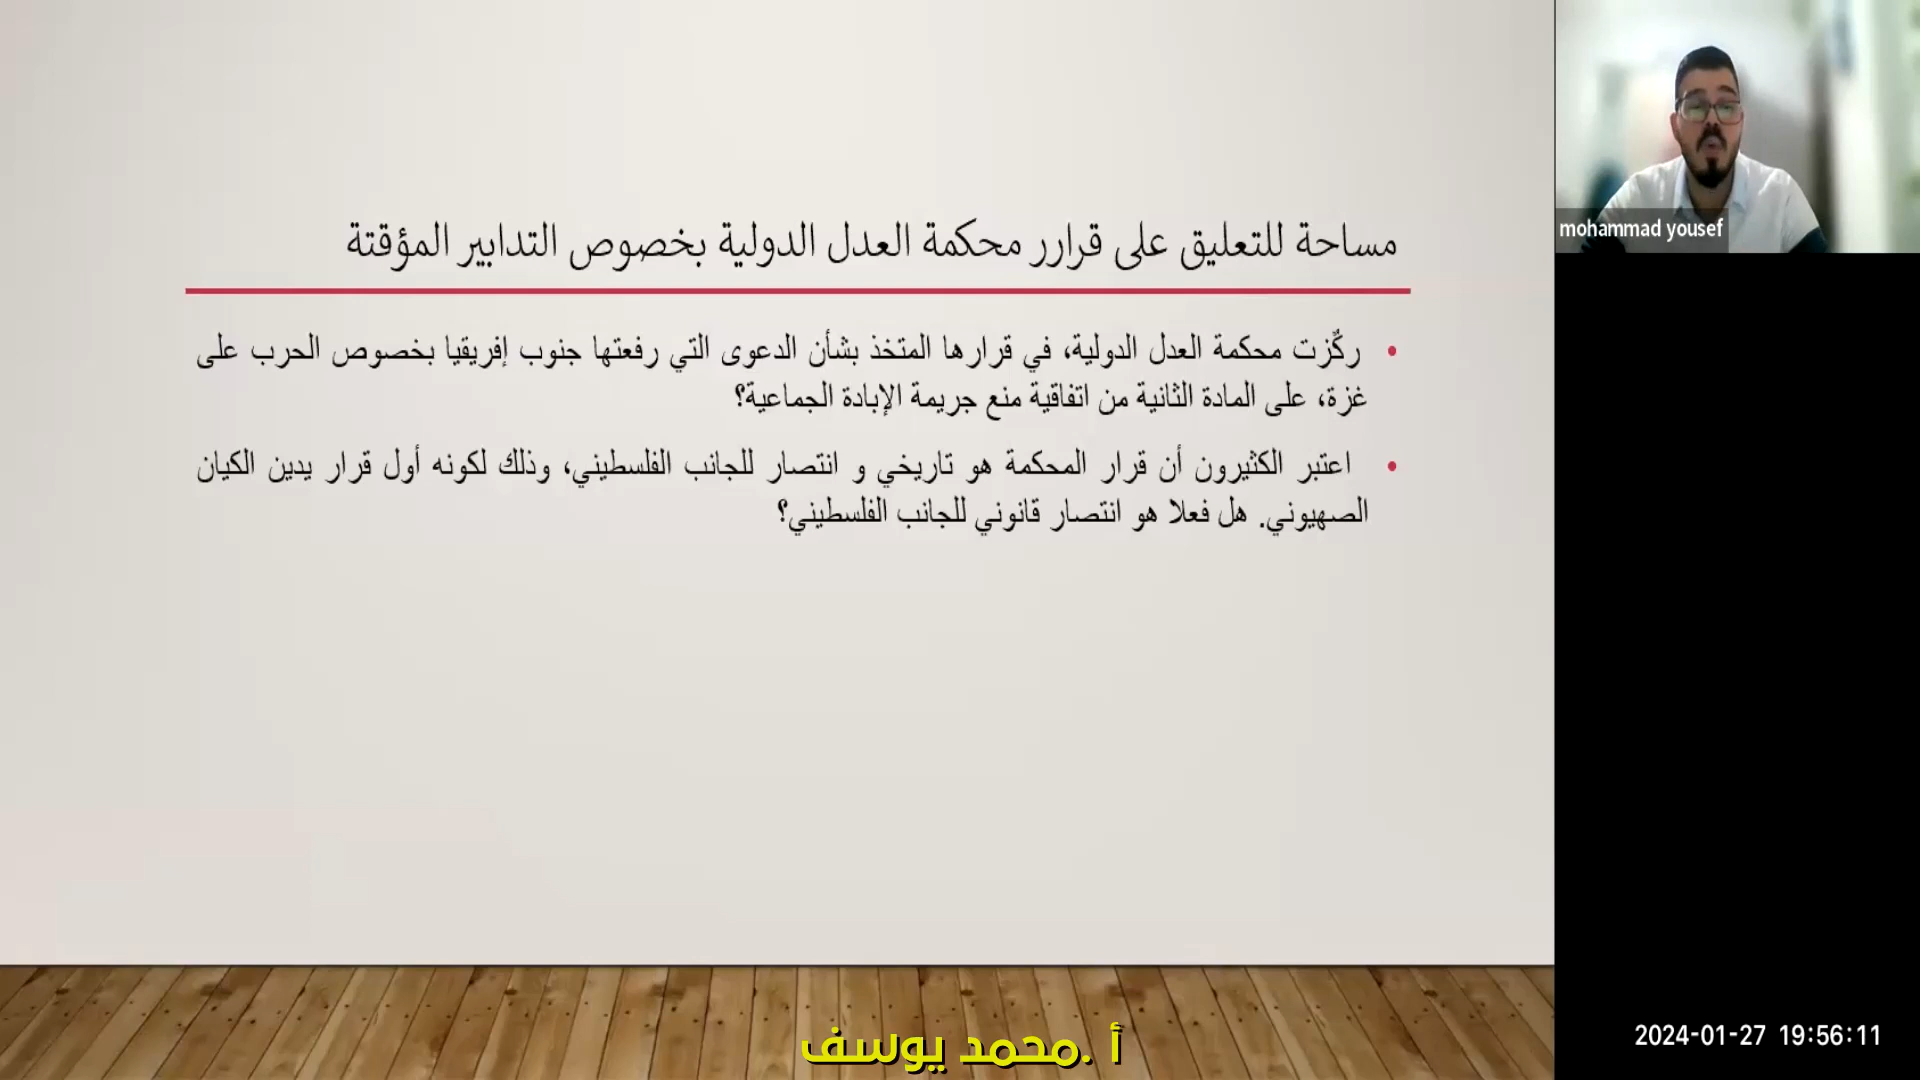 مساحة للتعليق على قرارر محكمة العدل الدولية بخصوص التدابير المؤقتة
• ركٌزت محكمة العدل الدولية، في قرارها المتخذ بشأن الدعوى التي رفعتها جنوب إفريقيا بخصوص الحرب على
غزة، على المادة الثانية من اتفاقية منع جريمة الإبادة الجماعية؟
• اعتبر الكثيرون أن قرار المحكمة هو تاريخي و انتصار للجانب الفلسطيني، وذلك لكونه أول قرار يدين الكيان
الصهيوني. هل فعلا هو انتصار قانوني للجانب الفلسطيني؟
mohammad yousef
أ .محمد يوسف
2024-01-27 19:56:11